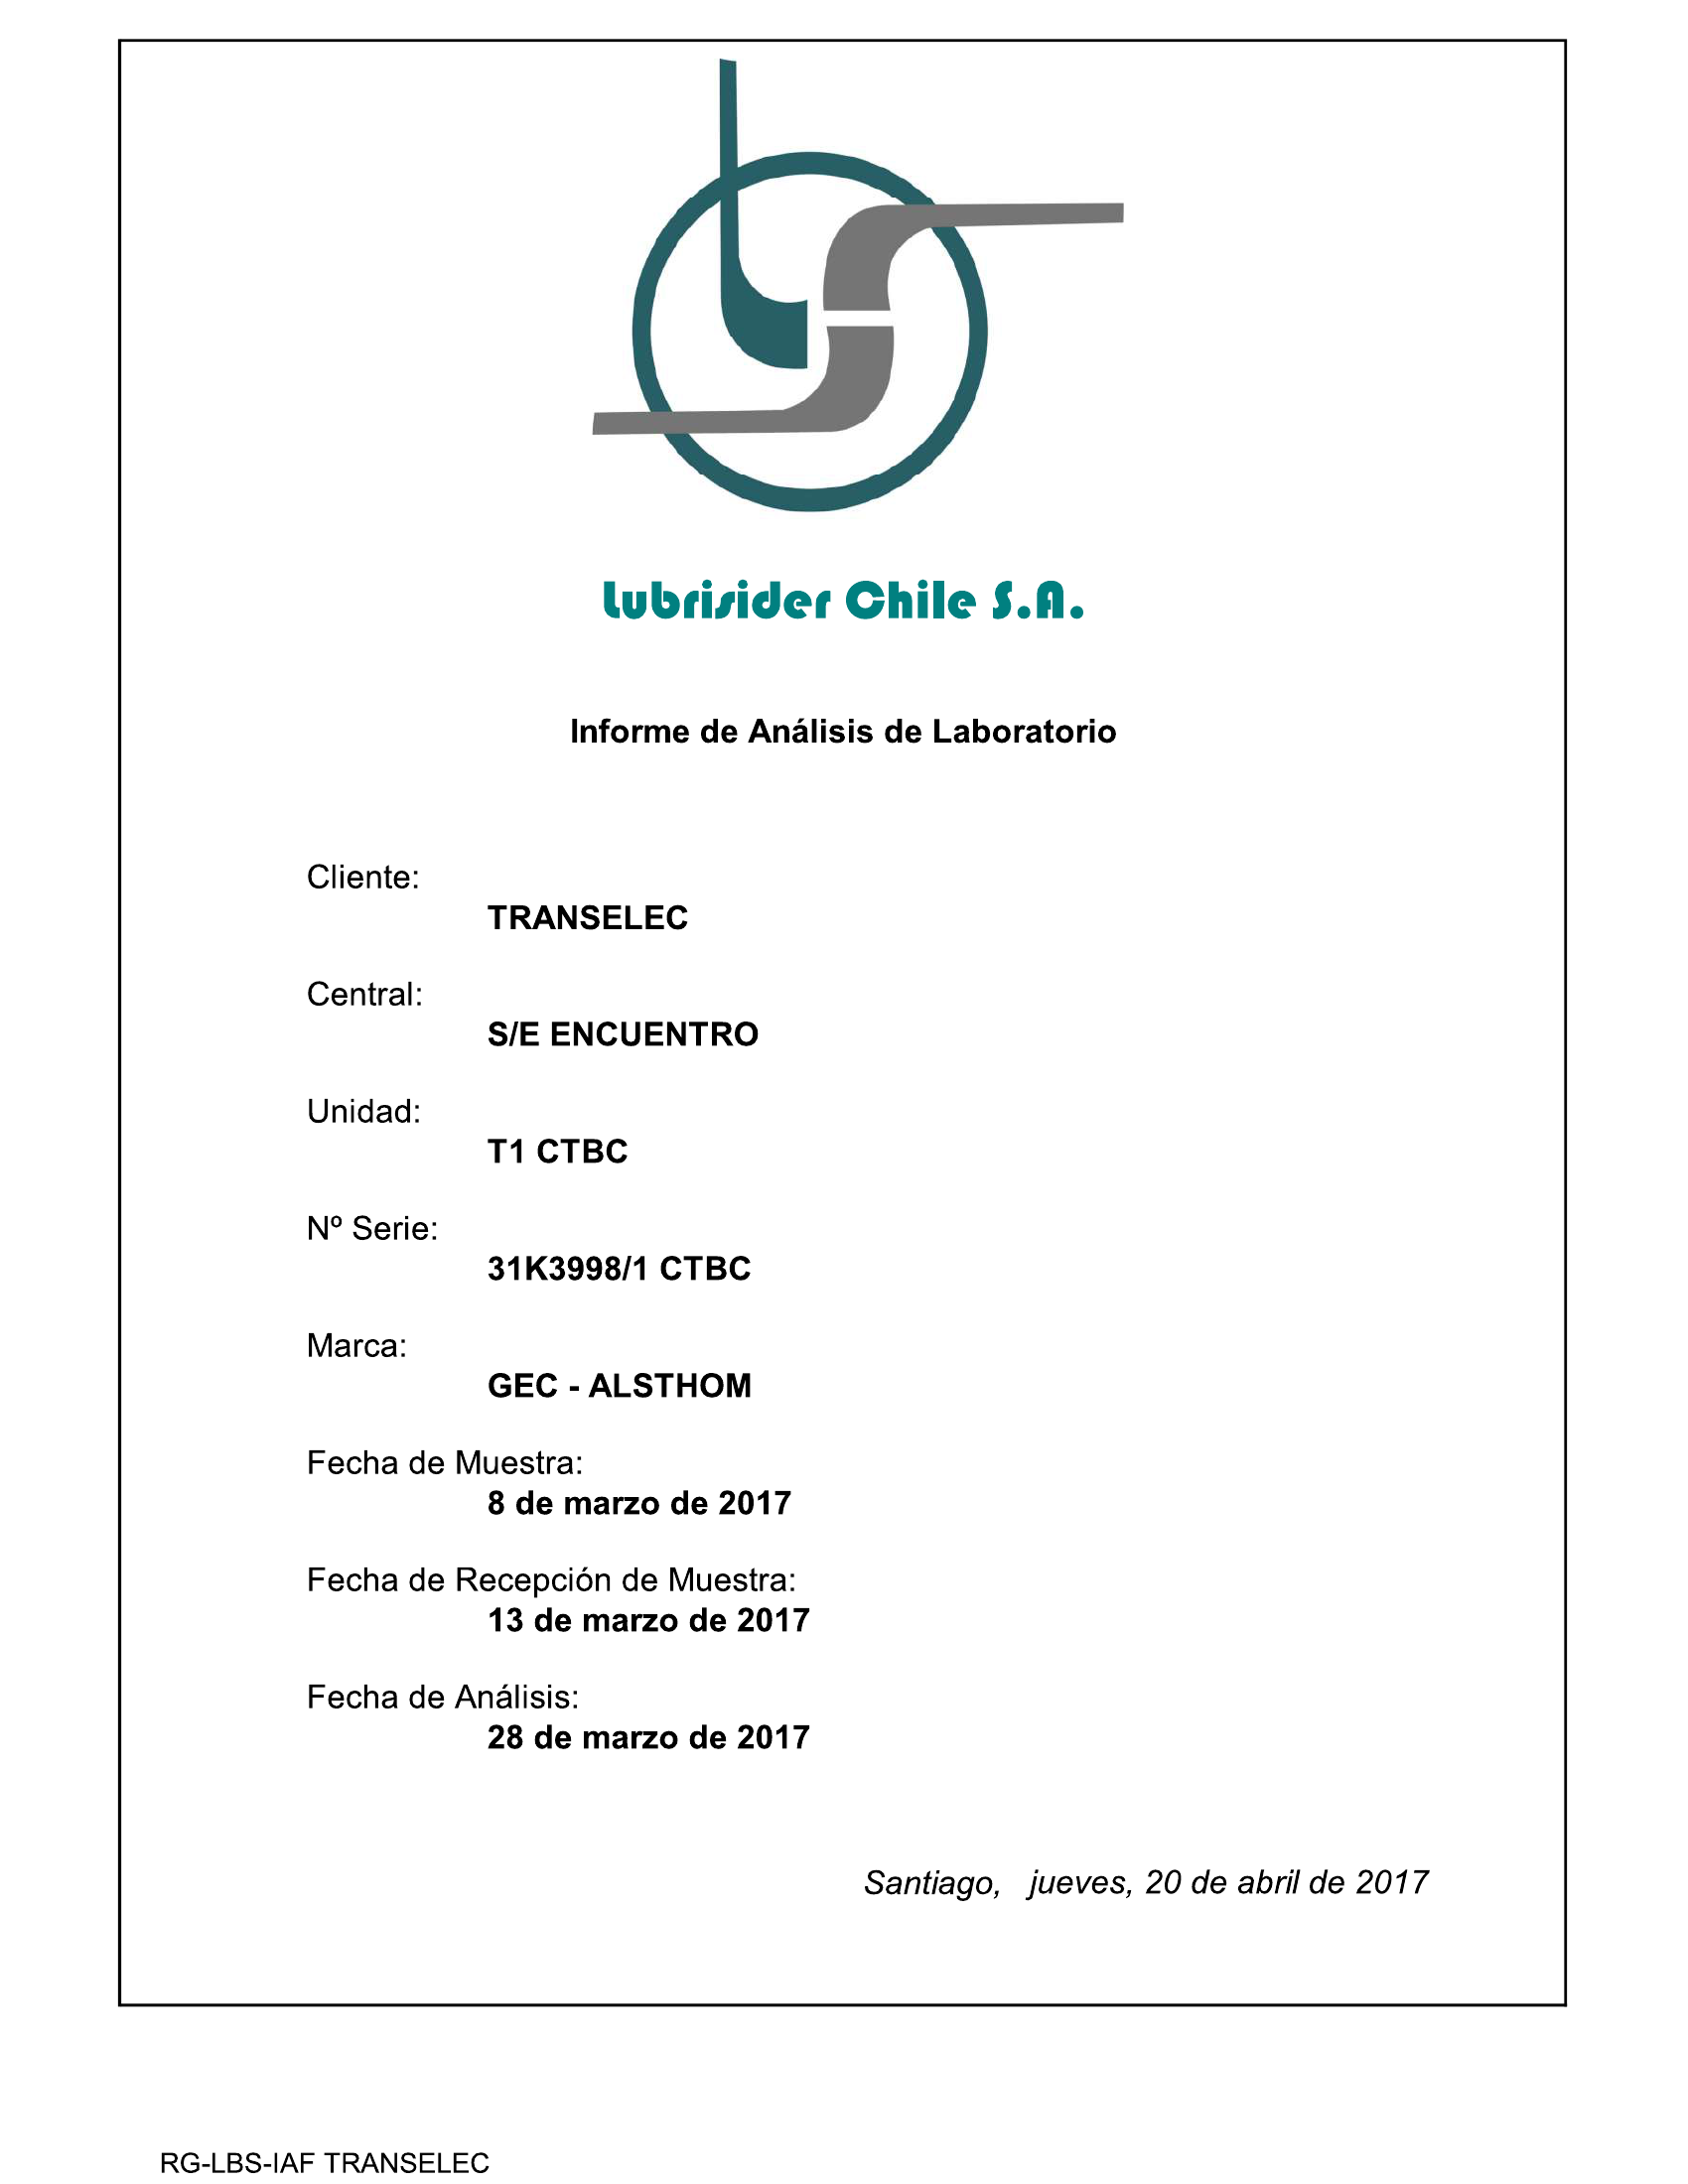 Lubrisider Chile S.A.
Informe de Análisis de Laboratorio
Cliente:
TRANSELEC
Central:
S/E ENCUENTRO
Unidad:
T1 CTBC
Nº Serie:
31K3998/1 CTBC
Marca:
GEC - ALSTHOM
Fecha de Muestra:
8 de marzo de 2017
Fecha de Recepción de Muestra:
13 de marzo de 2017
Fecha de Análisis:
28 de marzo de 2017
Santiago, jueves, 20 de abril de 2017
RG-LBS-IAF TRANSELEC